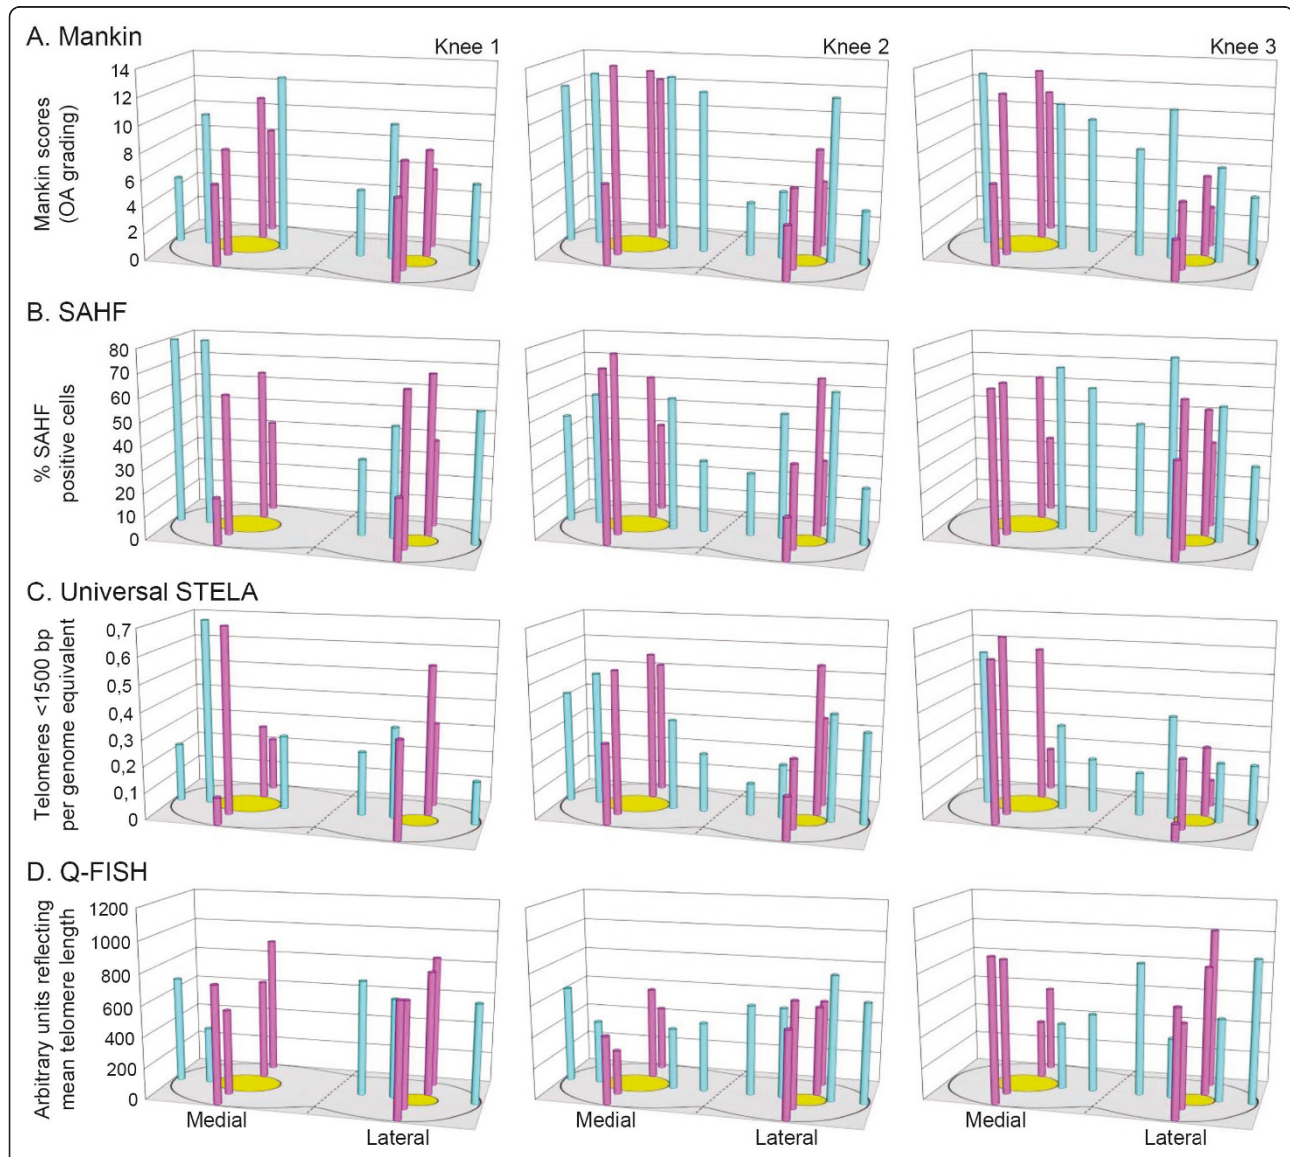 A. Mankin
Knee 1
Knee 2
Knee 3
Mankin scores
(OA grading)
14
12
10
8
6
4
2
0
B. SAHF
% SAHF
positive cells
80
70
60
50
40
30
20
10
0
C. Universal STELA
Telomeres <1500 bp
per genome equivalent
0,7
0,6
0,5
0,4
0,3
0,2
0,1
0
D. Q-FISH
Arbitrary units reflecting
mean telomere length
1200
1000
800
600
400
200
0
Medial
Lateral
Medial
Lateral
Medial
Lateral